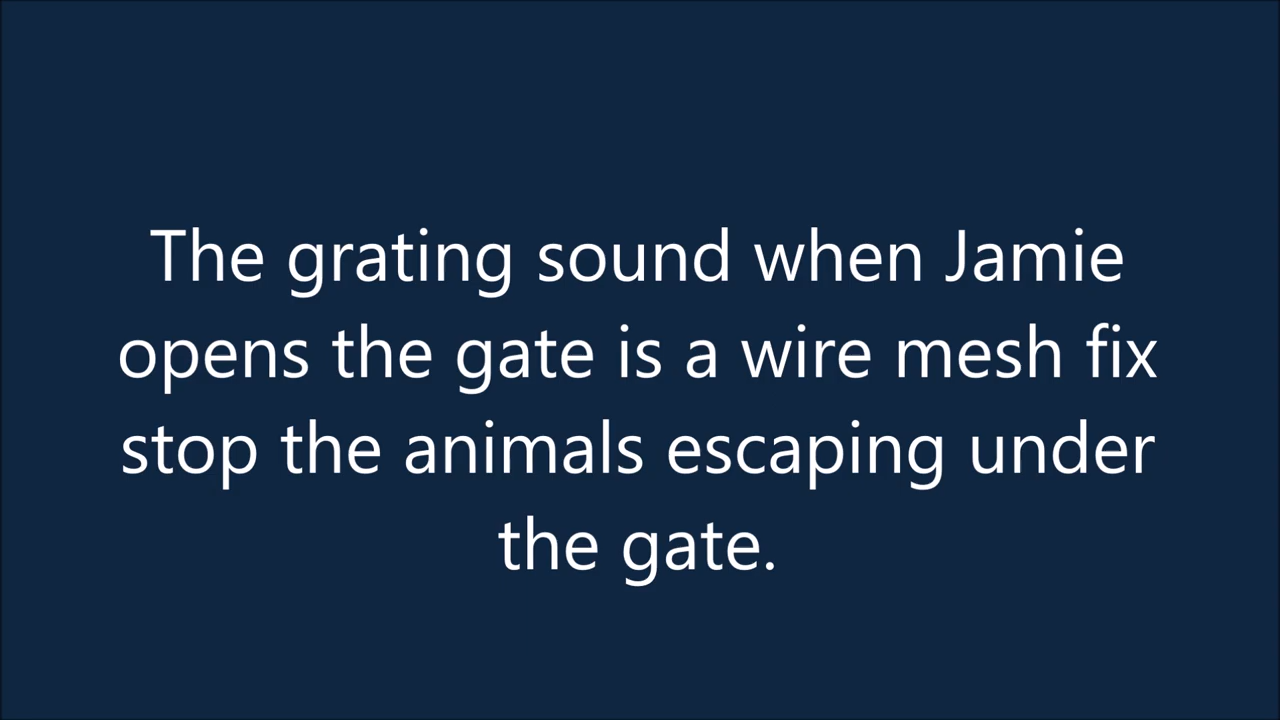 The grating sound when Jamie
opens the gate is a wire mesh fix
stop the animals escaping under
the gate.